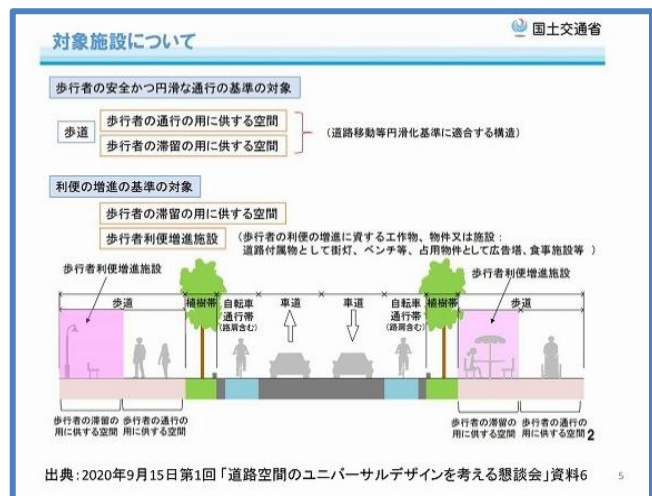 対象施設について
国土交通省
歩行者の安全かつ円滑な通行の基準の対象
歩道
歩行者の通行の用に供する空間
歩行者の滞留の用に供する空間
(道路移動等円滑化基準に適合する構造)
利便の増進の基準の対象
歩行者の滞留の用に供する空間
歩行者利便増進施設
(歩行者の利便の増進に資する工作物、物件又は施設:
道路付属物として街灯、ベンチ等、占用物件として広告塔、食事施設等 )
歩行者利便増進施設
歩行者利便増進施設
歩道
植樹帯
自転車
通行帯
(路肩含む)
車道
車道
自転車
通行帯
(路肩含む)
植樹帯
歩道
歩行者の滞留の
用に供する空間
歩行者の通行の
用に供する空間
歩行者の滞留の
用に供する空間
歩行者の通行の
用に供する空間
2
出典:2020年9月15日第1回「道路空間のユニバーサルデザインを考える懇談会」資料6
5